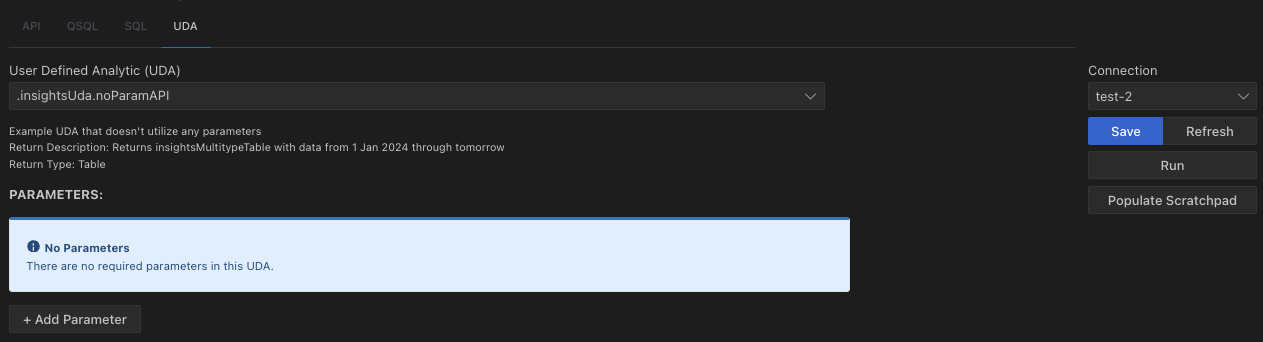 API QSQL SQL UDA
User Defined Analytic (UDA)
.insightsUda.noParamAPI
Example UDA that doesn't utilize any parameters
Return Description: Returns insightsMultitypeTable with data from 1 Jan 2024 through tomorrow
Return Type: Table
PARAMETERS:
No Parameters
There are no required parameters in this UDA.
+ Add Parameter
Connection
test-2
Save Refresh
Run
Populate Scratchpad